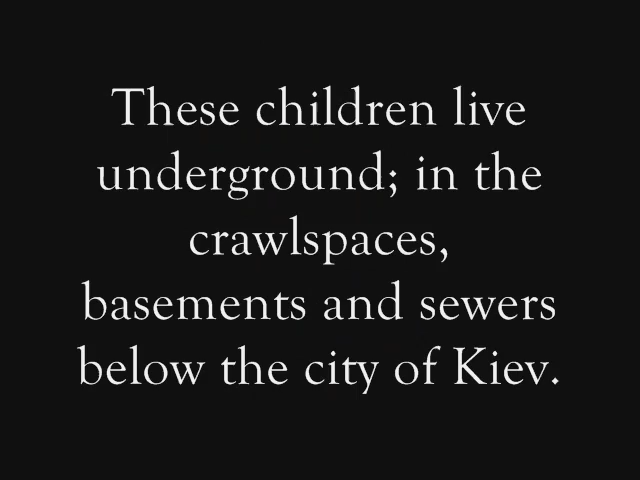 These children live
underground; in the
crawlspaces,
basements and sewers
below the city of Kiev.